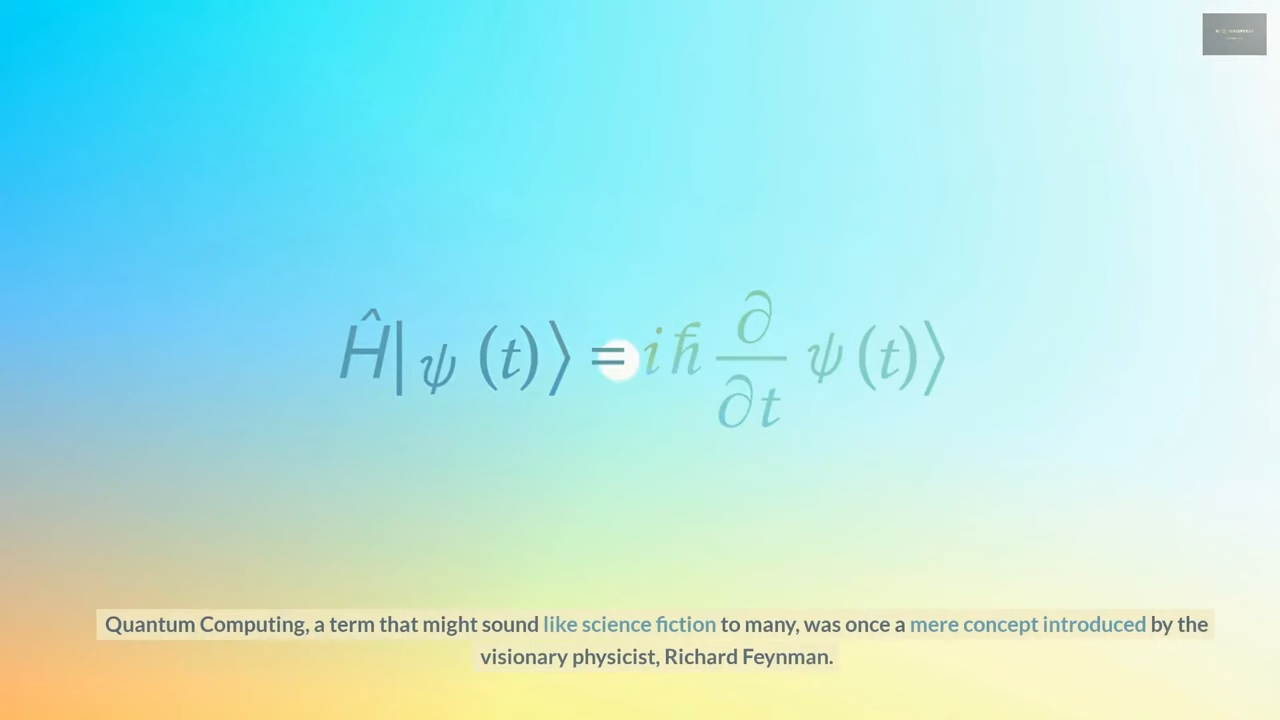 Ĥ| ψ (t)⟩ = i ħ ∂/∂t ψ (t)⟩
Quantum Computing, a term that might sound like science fiction to many, was once a mere concept introduced by the
visionary physicist, Richard Feynman.